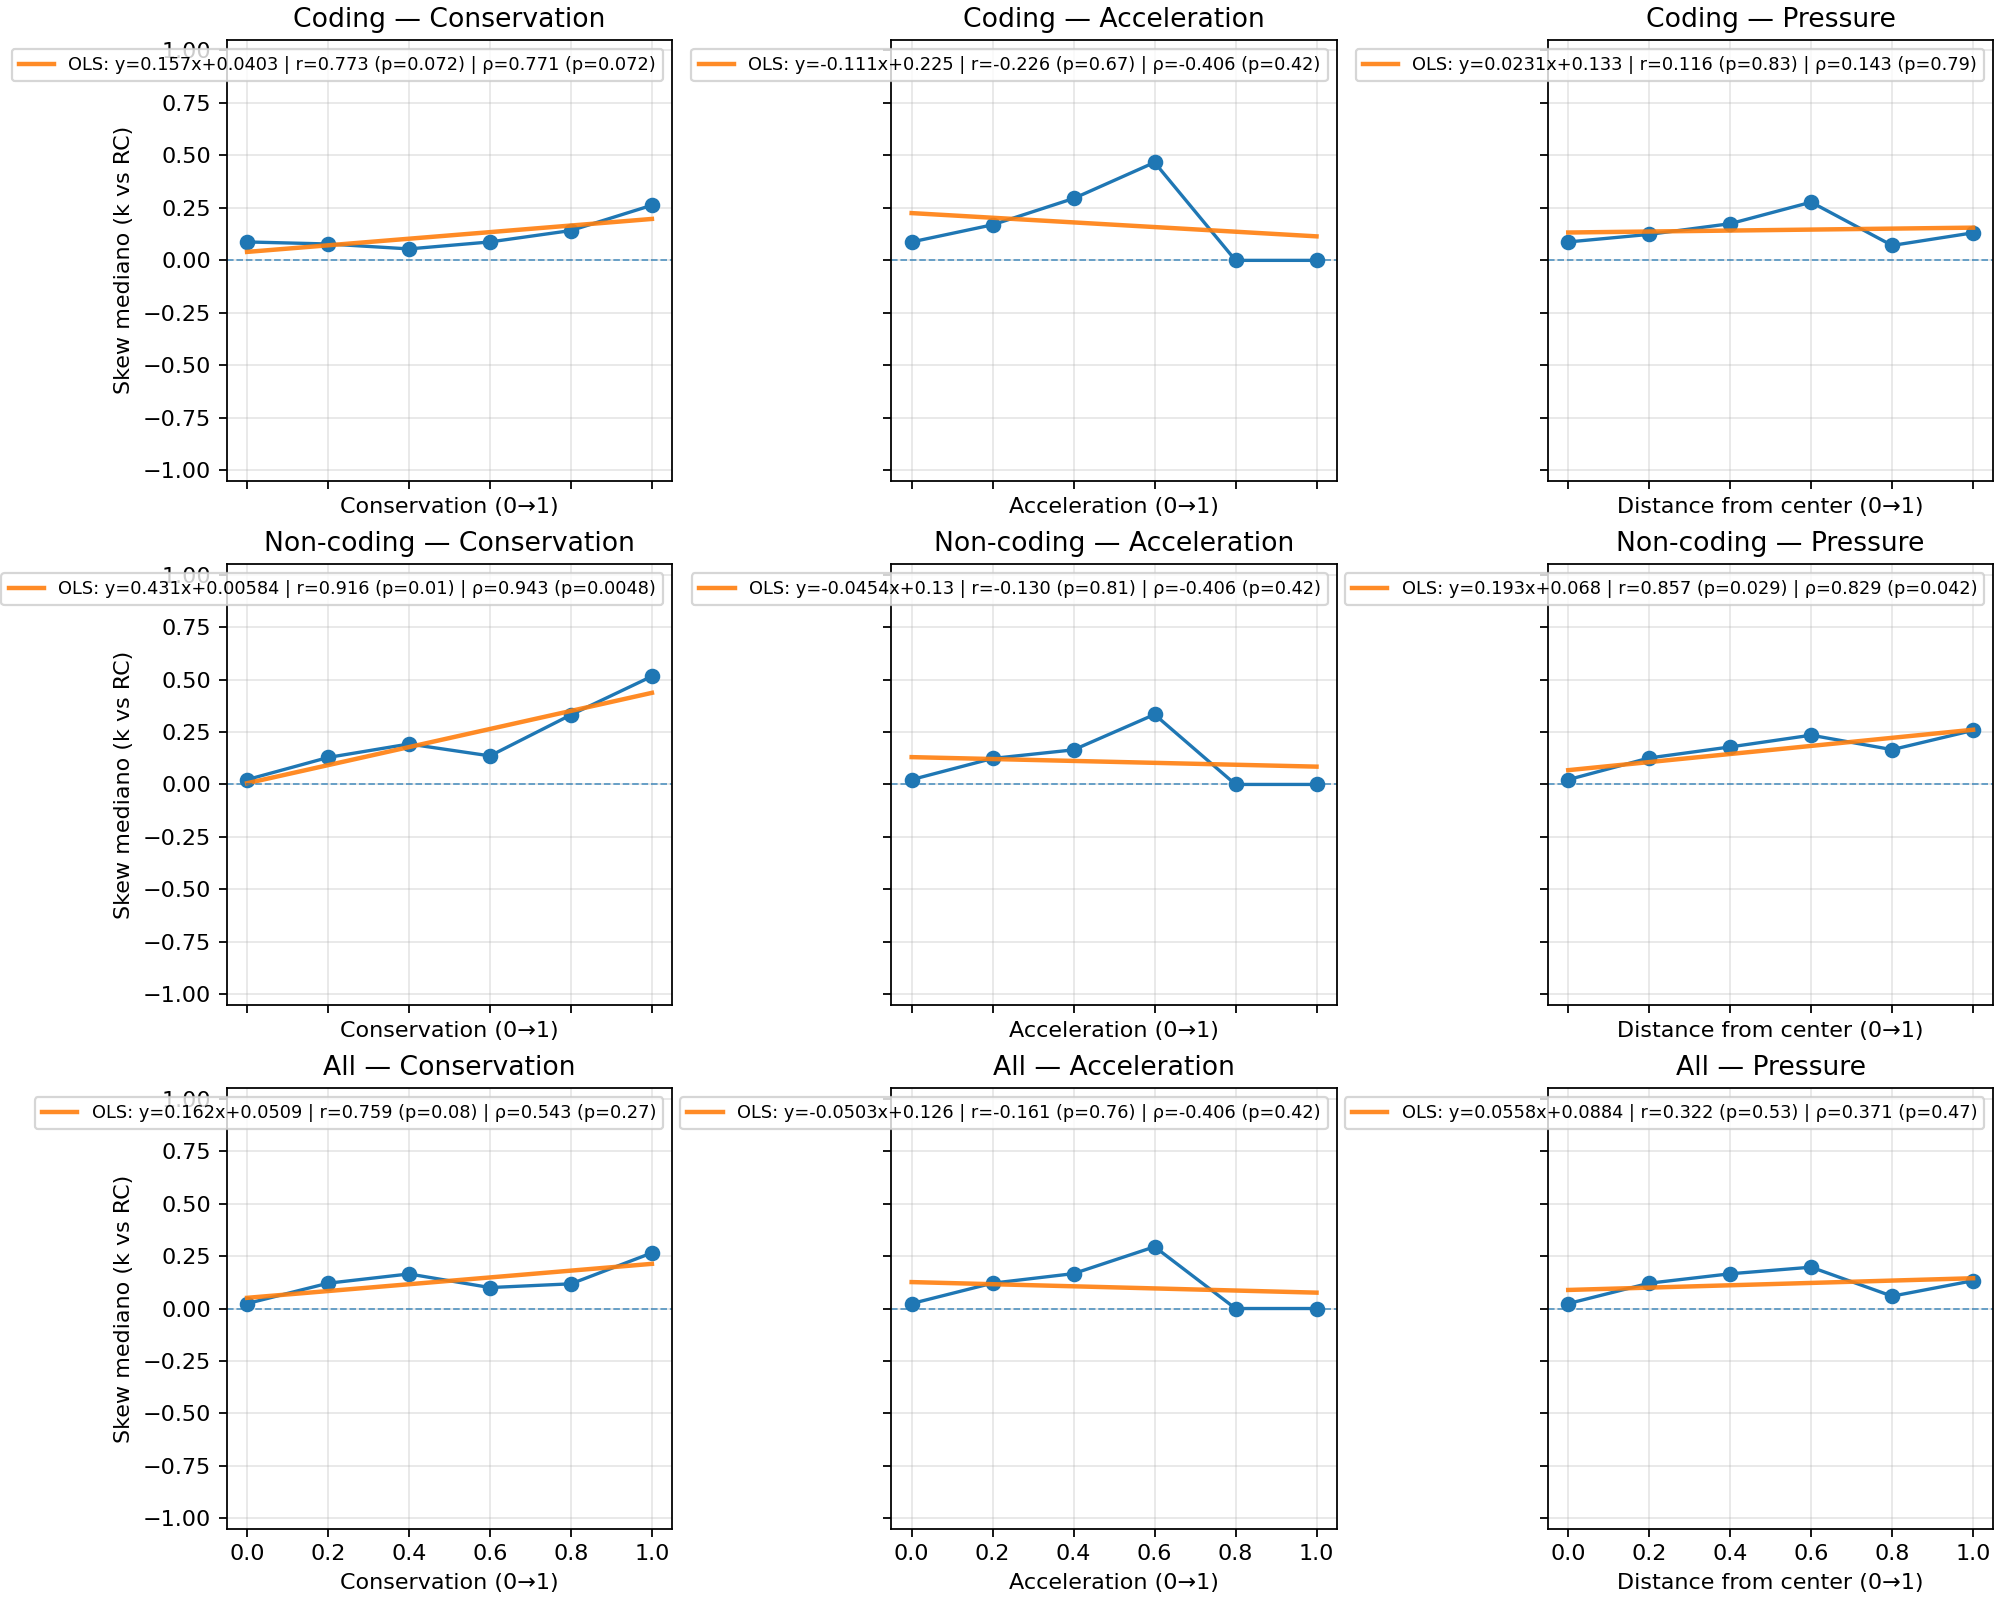 Coding — Conservation
Coding — Acceleration
Coding — Pressure
OLS: y=0.157x+0.0403 | r=0.773 (p=0.072) | ρ=0.771 (p=0.072)
OLS: y=-0.111x+0.225 | r=-0.226 (p=0.67) | ρ=-0.406 (p=0.42)
OLS: y=0.0231x+0.133 | r=0.116 (p=0.83) | ρ=0.143 (p=0.79)
1.00
0.75
0.50
0.25
0.00
−0.25
−0.50
−0.75
−1.00
Skew mediano (k vs RC)
Conservation (0→1)
Acceleration (0→1)
Distance from center (0→1)
Non-coding — Conservation
Non-coding — Acceleration
Non-coding — Pressure
OLS: y=0.431x+0.00584 | r=0.916 (p=0.01) | ρ=0.943 (p=0.0048)
OLS: y=-0.0454x+0.13 | r=-0.130 (p=0.81) | ρ=-0.406 (p=0.42)
OLS: y=0.193x+0.068 | r=0.857 (p=0.029) | ρ=0.829 (p=0.042)
1.00
0.75
0.50
0.25
0.00
−0.25
−0.50
−0.75
−1.00
Skew mediano (k vs RC)
Conservation (0→1)
Acceleration (0→1)
Distance from center (0→1)
All — Conservation
All — Acceleration
All — Pressure
OLS: y=0.162x+0.0509 | r=0.759 (p=0.08) | ρ=0.543 (p=0.27)
OLS: y=-0.0503x+0.126 | r=-0.161 (p=0.76) | ρ=-0.406 (p=0.42)
OLS: y=0.0558x+0.0884 | r=0.322 (p=0.53) | ρ=0.371 (p=0.47)
1.00
0.75
0.50
0.25
0.00
−0.25
−0.50
−0.75
−1.00
Skew mediano (k vs RC)
0.0 0.2 0.4 0.6 0.8 1.0
0.0 0.2 0.4 0.6 0.8 1.0
0.0 0.2 0.4 0.6 0.8 1.0
Conservation (0→1)
Acceleration (0→1)
Distance from center (0→1)